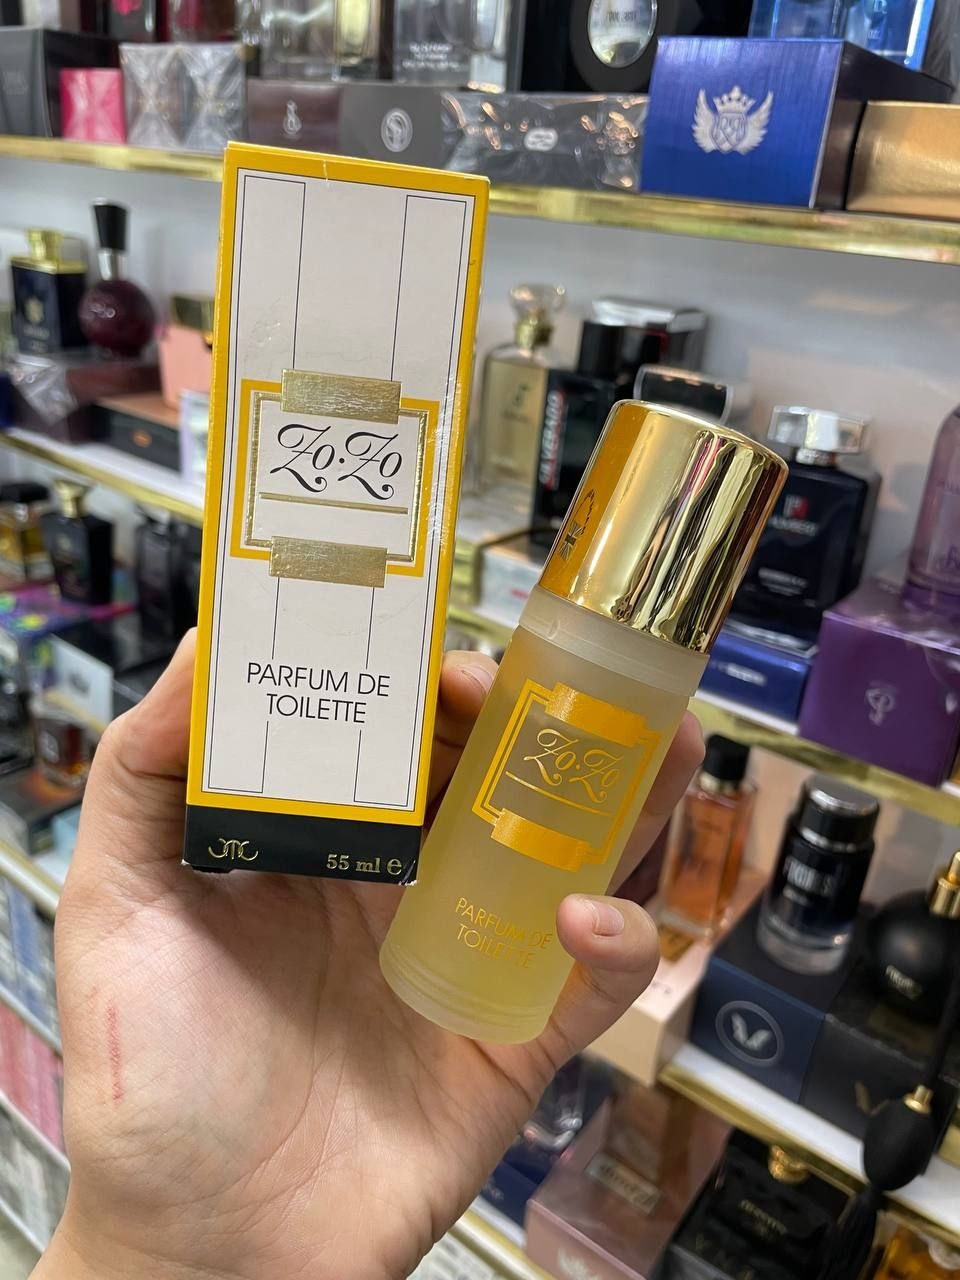 Zo·Zo
PARFUM DE
TOILETTE
55 ml e
Zo·Zo
PARFUM DE
TOILETTE